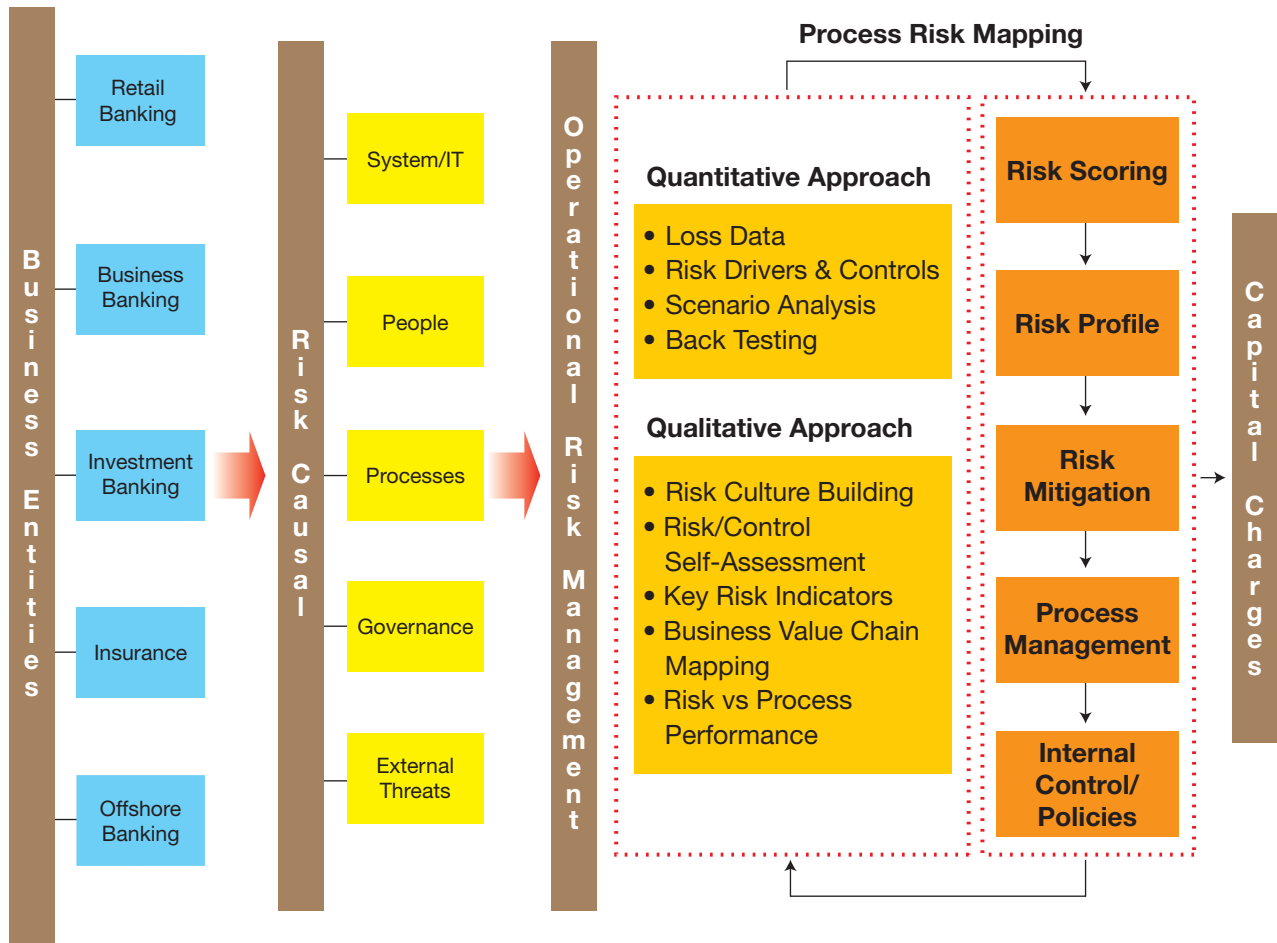 Business Entities
Retail
Banking
Business
Banking
Investment
Banking
Insurance
Offshore
Banking
Risk Causal
System/IT
People
Processes
Governance
External
Threats
Operational Risk Management
Process Risk Mapping
Quantitative Approach
• Loss Data
• Risk Drivers & Controls
• Scenario Analysis
• Back Testing
Qualitative Approach
• Risk Culture Building
• Risk/Control
Self-Assessment
• Key Risk Indicators
• Business Value Chain
Mapping
• Risk vs Process
Performance
Risk Scoring
Risk Profile
Risk
Mitigation
Process
Management
Internal
Control/
Policies
Capital Charges